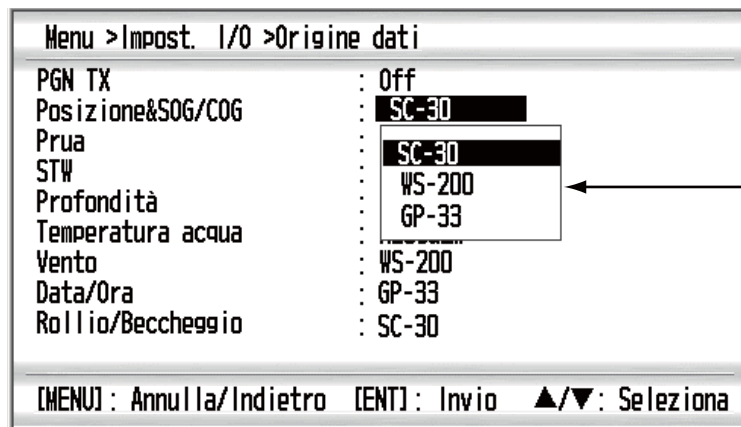 Menu >Impost. I/O >Origine dati
PGN TX : Off
Posizione&SOG/COG : SC-30
Prua :
SC-30
STW :
WS-200
Profondità :
GP-33
Temperatura acqua :
Vento : WS-200
Data/Ora : GP-33
Rollio/Beccheggio : SC-30
[MENU] : Annulla/Indietro [ENT] : Invio ▲/▼ : Seleziona